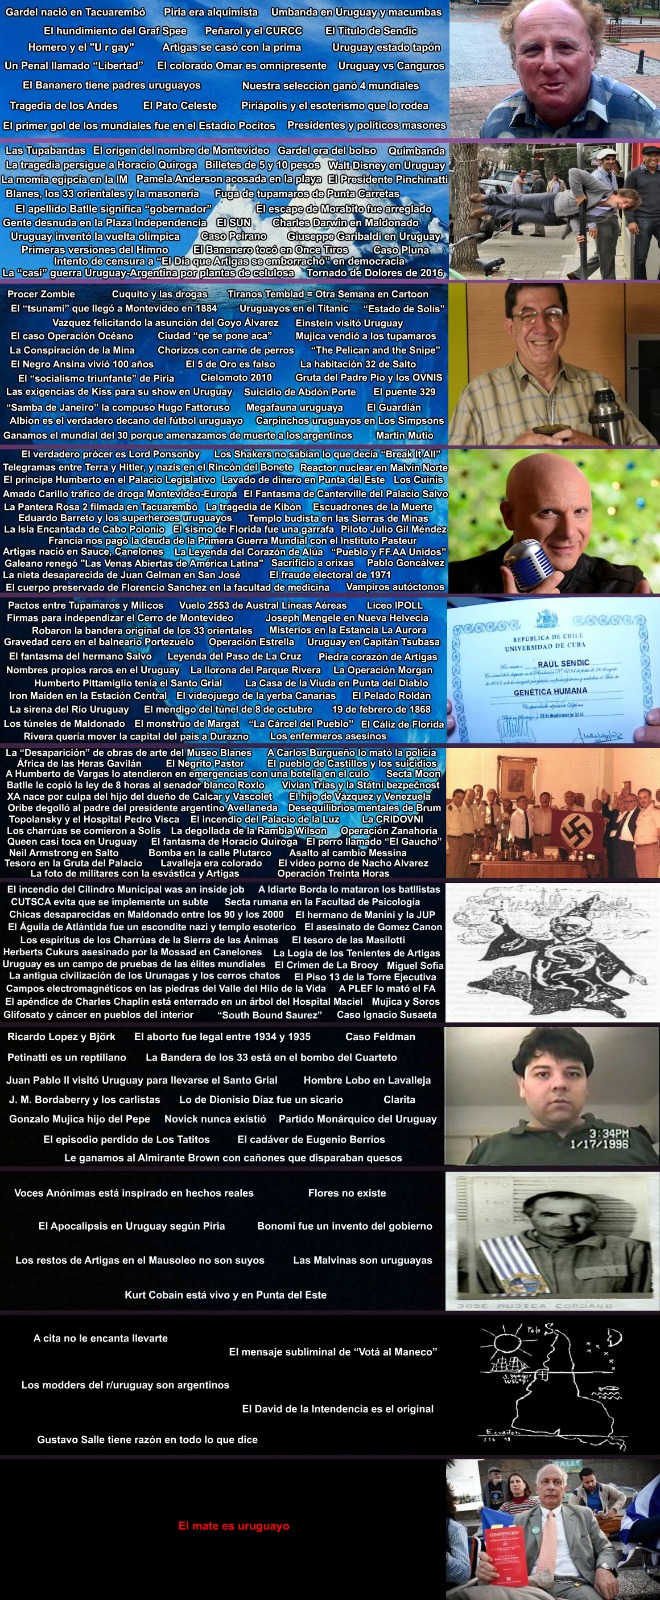 Gardel nació en Tacuarembó Piria era alquimista Umbanda en Uruguay y macumbas
El hundimiento del Graf Spee Peñarol y el CURCC El Título de Sendic
Homero y el "U r gay" Artigas se casó con la prima Uruguay estado tapón
Un Penal llamado “Libertad” El colorado Omar es omnipresente Uruguay vs Canguros
El Bananero tiene padres uruguayos Nuestra selección ganó 4 mundiales
Tragedia de los Andes El Pato Celeste Piriápolis y el esoterismo que lo rodea
El primer gol de los mundiales fue en el Estadio Pocitos Presidentes y políticos masones
Las Tupabandas El origen del nombre de Montevideo Gardel era del bolso Quimbanda
La tragedia persigue a Horacio Quiroga Billetes de 5 y 10 pesos Walt Disney en Uruguay
La momia egipcia en la IM Pamela Anderson acosada en la playa El Presidente Pinchinatti
Blanes, los 33 orientales y la masoneria Fuga de tupamaros de Punta Carretas
El apellido Batlle significa “gobernador” El escape de Morabito fue arreglado
Gente desnuda en la Plaza Independencia El SUN Charles Darwin en Maldonado
Uruguay inventó la vuelta olímpica Caso Peirano Giuseppe Garibaldi en Uruguay
Primeras versiones del Himno El Bananero tocó en Once Tiros Caso Pluna
Intento de censura a “El Día que Artigas se emborrachó” en democracia
La “casi” guerra Uruguay-Argentina por plantas de celulosa Tornado de Dolores de 2016
Procer Zombie Cuquito y las drogas Tiranos Temblad = Otra Semana en Cartoon
El “tsunami” que llegó a Montevideo en 1884 Uruguayos en el Titanic “Estado de Solís”
Vazquez felicitando la asunción del Goyo Álvarez Einstein visitó Uruguay
El caso Operación Océano Ciudad “qe se pone aca” Mujica vendió a los tupamaros
La Conspiración de la Mina Chorizos con carne de perros “The Pelican and the Snipe”
El Negro Ansina vivió 100 años El 5 de Oro es falso La habitación 32 de Salto
El “socialismo triunfante” de Piria Cielomoto 2010 Gruta del Padre Pio y los OVNIS
Las exigencias de Kiss para su show en Uruguay Suicidio de Abdón Porte El puente 329
“Samba de Janeiro” la compuso Hugo Fattoruso Megafauna uruguaya El Guardián
Albion es el verdadero decano del fútbol uruguayo Carpinchos uruguayos en Los Simpsons
Ganamos el mundial del 30 porque amenazamos de muerte a los argentinos Martin Mutio
El verdadero prócer es Lord Ponsonby Los Shakers no sabían lo que decía “Break It All”
Telegramas entre Terra y Hitler, y nazis en el Rincón del Bonete Reactor nuclear en Malvin Norte
El príncipe Humberto en el Palacio Legislativo Lavado de dinero en Punta del Este Los Cuinis
Amado Carillo tráfico de droga Montevideo-Europa El Fantasma de Canterville del Palacio Salvo
La Pantera Rosa 2 filmada en Tacuarembó La tragedia de Kibón Escuadrones de la Muerte
Eduardo Barreto y los superheroes uruguayos Templo budista en las Sierras de Minas
La Isla Encantada de Cabo Polonio El sismo de Florida fue una garrafa Piloto Julio Gil Méndez
Francia nos pagó la deuda de la Primera Guerra Mundial con el Instituto Pasteur
Artigas nació en Sauce, Canelones La Leyenda del Corazón de Alúa “Pueblo y FF.AA Unidos”
Galeano renegó "Las Venas Abiertas de América Latina" Sacrificio a orixas Pablo Goncálvez
La nieta desaparecida de Juan Gelman en San José El fraude electoral de 1971
El cuerpo preservado de Florencio Sanchez en la facultad de medicina Vampiros autóctonos
Pactos entre Tupamaros y Milicos Vuelo 2553 de Austral Líneas Aéreas Liceo IPOLL
Firmas para independizar el Cerro de Montevideo Joseph Mengele en Nueva Helvecia
Robaron la bandera original de los 33 orientales Misterios en la Estancia La Aurora
Gravedad cero en el balneario Portezuelo Operación Estrella Uruguay en Capitán Tsubasa
El fantasma del hermano Salvo Leyenda del Paso de La Cruz Piedra corazón de Artigas
Nombres propios raros en el Uruguay La llorona del Parque Rivera La Operación Morgan
Humberto Pittamiglio tenía el Santo Grial La Casa de la Viuda en Punta del Diablo
Iron Maiden en la Estación Central El videojuego de la yerba Canarias El Pelado Roldán
La sirena del Río Uruguay El mendigo del túnel de 8 de octubre 19 de febrero de 1868
Los túneles de Maldonado El monstruo de Margat “La Cárcel del Pueblo” El Cáliz de Florida
Rivera quería mover la capital del país a Durazno Los enfermeros asesinos
REPÚBLICA DE CHILE
UNIVERSIDAD DE CUBA
RAÚL SENDIC
GENÉTICA HUMANA
La “Desaparición” de obras de arte del Museo Blanes A Carlos Burgueño lo mató la policía
África de las Heras Gavilán El Negrito Pastor El pueblo de Castillos y los suicidios
A Humberto de Vargas lo atendieron en emergencias con una botella en el culo Secta Moon
Batlle le copió la ley de 8 horas al senador blanco Roxlo Vivian Trías y la Státní bezpečnost
XA nace por culpa del hijo del dueño de Calcar y Vascolet El hijo de Vázquez y Venezuela
Oribe degolló al padre del presidente argentino Avellaneda Desequilibrios mentales de Brum
Topolansky y el Hospital Pedro Visca El incendio del Palacio de la Luz La CRIDOVNI
Los charrúas se comieron a Solís La degollada de la Rambla Wilson Operación Zanahoria
Queen casi toca en Uruguay El fantasma de Horacio Quiroga El perro llamado “El Gaucho”
Neil Armstrong en Salto Bomba en la calle Plutarco Asalto al cambio Messina
Tesoro en la Gruta del Palacio Lavalleja era colorado El video porno de Nacho Alvarez
La foto de militares con la esvástica y Artigas Operación Treinta Horas
El incendio del Cilindro Municipal was an inside job A Idiarte Borda lo mataron los batllistas
CUTSCA evita que se implemente un subte Secta rumana en la Facultad de Psicología
Chicas desaparecidas en Maldonado entre los 90 y los 2000 El hermano de Manini y la JUP
El Águila de Atlántida fue un escondite nazi y templo esoterico El asesinato de Gomez Canon
Los espíritus de los Charrúas de la Sierra de las Ánimas El tesoro de las Masilotti
Herberts Cukurs asesinado por la Mossad en Canelones La Logia de los Tenientes de Artigas
Uruguay es un campo de pruebas de las élites mundiales El Crimen de La Brooy Miguel Sofia
La antigua civilización de los Urunagas y los cerros chatos El Piso 13 de la Torre Ejecutiva
Campos electromagnéticos en las piedras del Valle del Hilo de la Vida A PLEF lo mató el FA
El apéndice de Charles Chaplin está enterrado en un árbol del Hospital Maciel Mujica y Soros
Glifosato y cáncer en pueblos del interior “South Bound Saurez” Caso Ignacio Susaeta
Ricardo Lopez y Björk El aborto fue legal entre 1934 y 1935 Caso Feldman
Petinatti es un reptiliano La Bandera de los 33 está en el bombo del Cuarteto
Juan Pablo II visitó Uruguay para llevarse el Santo Grial Hombre Lobo en Lavalleja
J. M. Bordaberry y los carlistas Lo de Dionisio Díaz fue un sicario Clarita
Gonzalo Mujica hijo del Pepe Novick nunca existió Partido Monárquico del Uruguay
El episodio perdido de Los Tatitos El cadáver de Eugenio Berríos
Le ganamos al Almirante Brown con cañones que disparaban quesos
3:34PM
1/17/1996
Voces Anónimas está inspirado en hechos reales Flores no existe
El Apocalipsis en Uruguay según Piria Bonomi fue un invento del gobierno
Los restos de Artigas en el Mausoleo no son suyos Las Malvinas son uruguayas
Kurt Cobain está vivo y en Punta del Este
JOSE MUJICA CORDANO
A cita no le encanta llevarte
El mensaje subliminal de “Votá al Maneco”
Los modders del r/uruguay son argentinos
El David de la Intendencia es el original
Gustavo Salle tiene razón en todo lo que dice
Polo S.
Ecuador
El mate es uruguayo
CONSTITUCIÓN